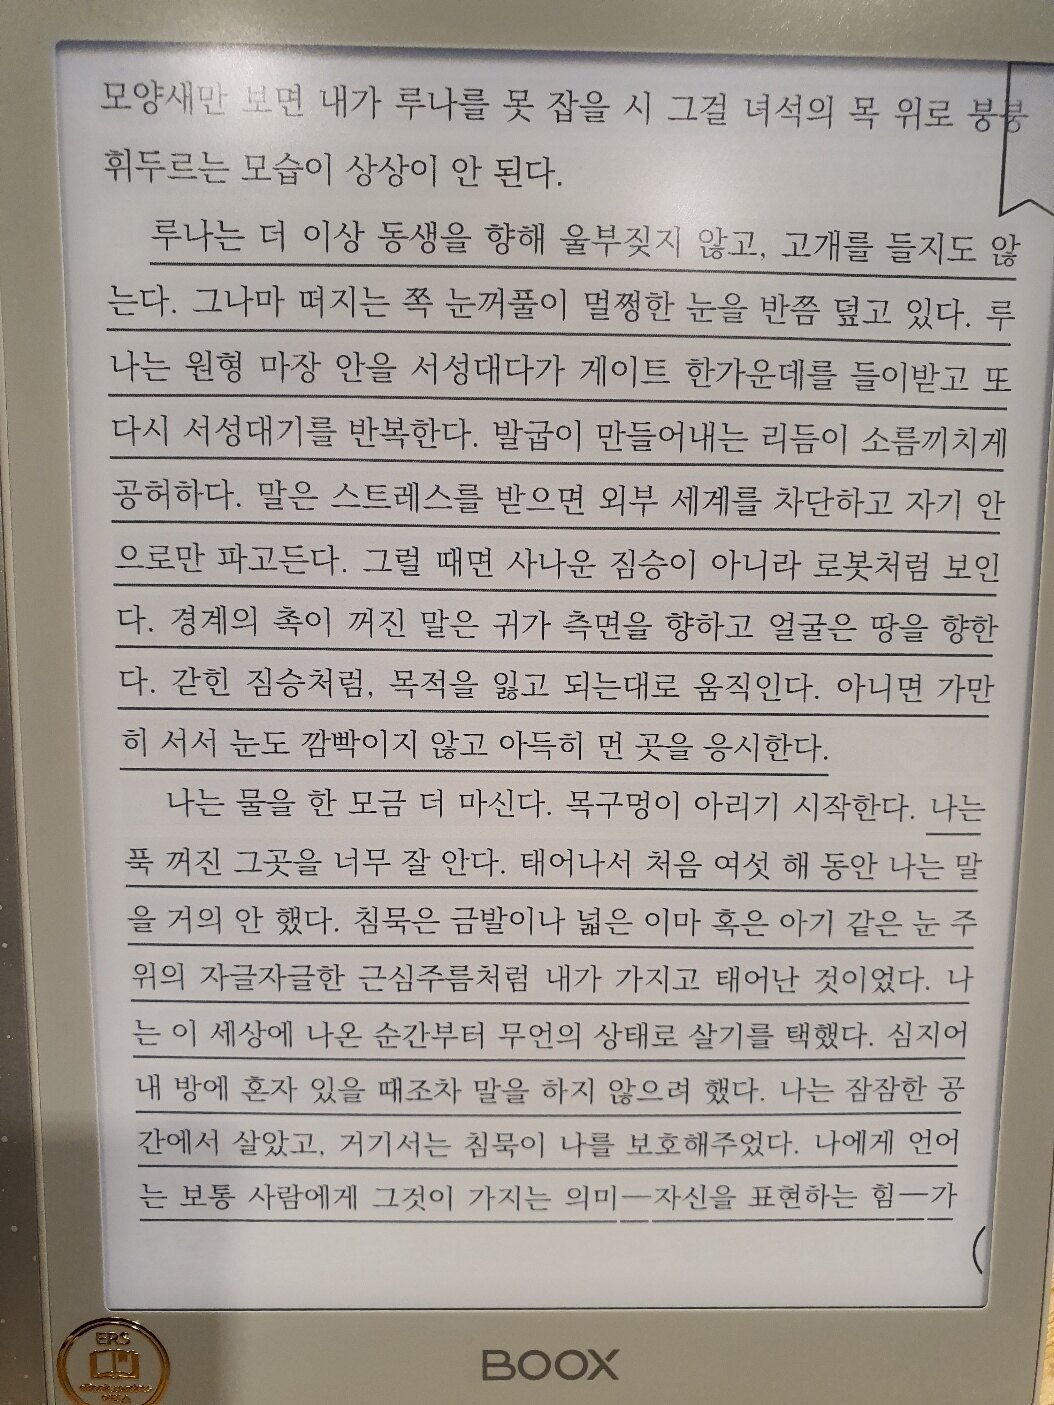 모양새만 보면 내가 루나를 못 잡을 시 그걸 녀석의 목 위로 붕붕
휘두르는 모습이 상상이 안 된다.
루나는 더 이상 동생을 향해 울부짖지 않고, 고개를 들지도 않
는다. 그나마 떠지는 쪽 눈꺼풀이 멀쩡한 눈을 반쯤 덮고 있다. 루
나는 원형 마장 안을 서성대다가 게이트 한가운데를 들이받고 또
다시 서성대기를 반복한다. 발굽이 만들어내는 리듬이 소름끼치게
공허하다. 말은 스트레스를 받으면 외부 세계를 차단하고 자기 안
으로만 파고든다. 그럴 때면 사나운 짐승이 아니라 로봇처럼 보인
다. 경계의 촉이 꺼진 말은 귀가 측면을 향하고 얼굴은 땅을 향한
다. 갇힌 짐승처럼, 목적을 잃고 되는대로 움직인다. 아니면 가만
히 서서 눈도 깜빡이지 않고 아득히 먼 곳을 응시한다.
나는 물을 한 모금 더 마신다. 목구멍이 아리기 시작한다. 나는
푹 꺼진 그곳을 너무 잘 안다. 태어나서 처음 여섯 해 동안 나는 말
을 거의 안 했다. 침묵은 금발이나 넓은 이마 혹은 아기 같은 눈 주
위의 자글자글한 근심주름처럼 내가 가지고 태어난 것이었다. 나
는 이 세상에 나온 순간부터 무언의 상태로 살기를 택했다. 심지어
내 방에 혼자 있을 때조차 말을 하지 않으려 했다. 나는 잠잠한 공
간에서 살았고, 거기서는 침묵이 나를 보호해주었다. 나에게 언어
는 보통 사람에게 그것이 가지는 의미—자신을 표현하는 힘—가
ERS
BOOX